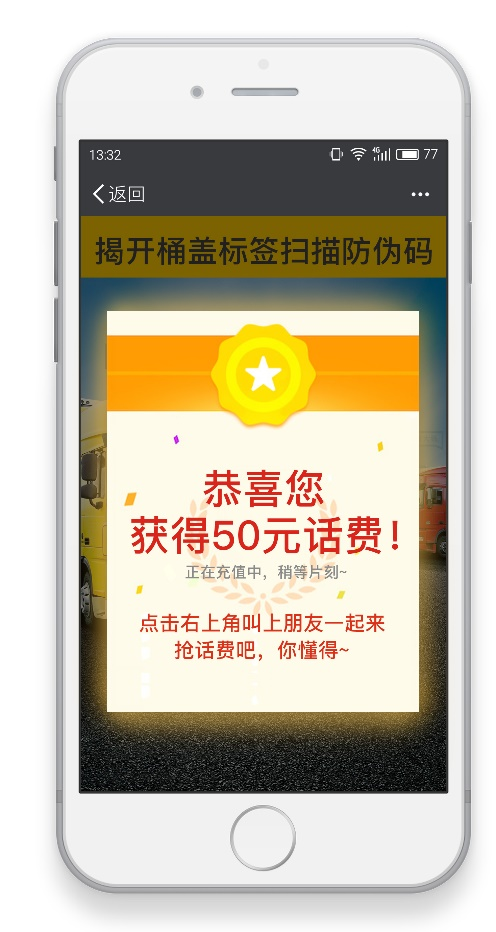 13:32
4G
77
返回
揭开桶盖标签扫描防伪码
恭喜您
获得50元话费！
正在充值中，稍等片刻~
点击右上角叫上朋友一起来
抢话费吧，你懂得~